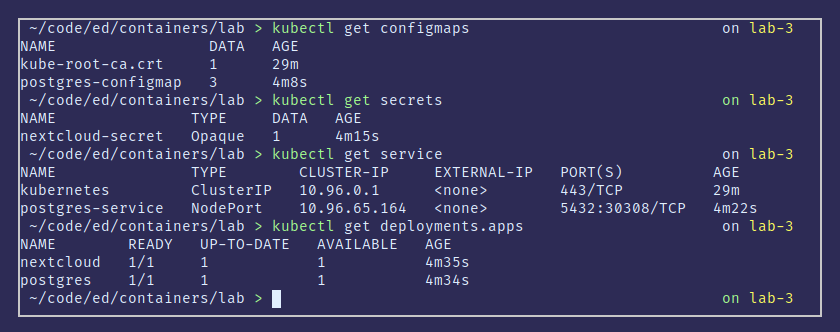 ~/code/ed/containers/lab > kubectl get configmaps on lab-3
NAME DATA AGE
kube-root-ca.crt 1 29m
postgres-configmap 3 4m8s
~/code/ed/containers/lab > kubectl get secrets on lab-3
NAME TYPE DATA AGE
nextcloud-secret Opaque 1 4m15s
~/code/ed/containers/lab > kubectl get service on lab-3
NAME TYPE CLUSTER-IP EXTERNAL-IP PORT(S) AGE
kubernetes ClusterIP 10.96.0.1 <none> 443/TCP 29m
postgres-service NodePort 10.96.65.164 <none> 5432:30308/TCP 4m22s
~/code/ed/containers/lab > kubectl get deployments.apps on lab-3
NAME READY UP-TO-DATE AVAILABLE AGE
nextcloud 1/1 1 1 4m35s
postgres 1/1 1 1 4m34s
~/code/ed/containers/lab > on lab-3